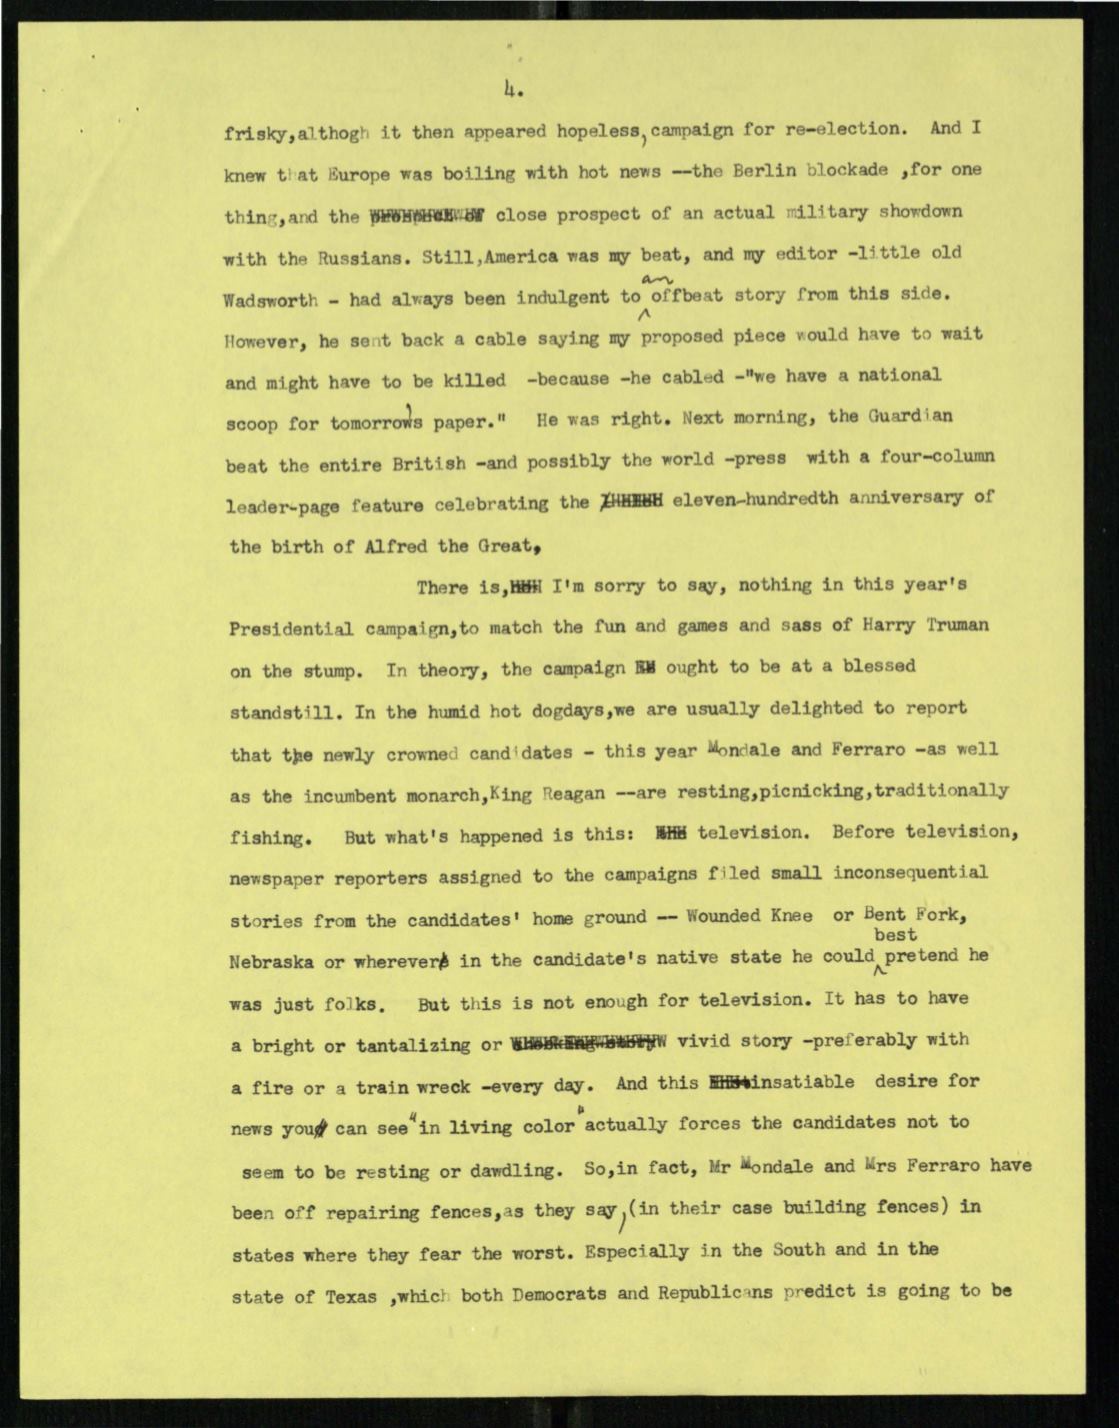 4.
frisky,althogh it then appeared hopeless, campaign for re-election. And I
knew that Europe was boiling with hot news --the Berlin blockade ,for one
thing,and the close prospect of an actual military showdown
with the Russians. Still,America was my beat, and my editor -little old
Wadsworth - had always been indulgent to an offbeat story from this side.
However, he sent back a cable saying my proposed piece would have to wait
and might have to be killed -because -he cabled -"we have a national
scoop for tomorrow's paper." He was right. Next morning, the Guardian
beat the entire British -and possibly the world -press with a four-column
leader-page feature celebrating the eleven-hundredth anniversary of
the birth of Alfred the Great,
There is, I'm sorry to say, nothing in this year's
Presidential campaign,to match the fun and games and sass of Harry Truman
on the stump. In theory, the campaign ought to be at a blessed
standstill. In the humid hot dogdays,we are usually delighted to report
that the newly crowned candidates - this year Mondale and Ferraro -as well
as the incumbent monarch,King Reagan --are resting,picnicking,traditionally
fishing. But what's happened is this: television. Before television,
newspaper reporters assigned to the campaigns filed small inconsequential
stories from the candidates' home ground -- Wounded Knee or Bent Fork,
Nebraska or wherever in the candidate's native state he could best pretend he
was just folks. But this is not enough for television. It has to have
a bright or tantalizing or vivid story -preferably with
a fire or a train wreck -every day. And this insatiable desire for
news you can see "in living color" actually forces the candidates not to
seem to be resting or dawdling. So,in fact, Mr Mondale and Mrs Ferraro have
been off repairing fences,as they say, (in their case building fences) in
states where they fear the worst. Especially in the South and in the
state of Texas ,which both Democrats and Republicans predict is going to be